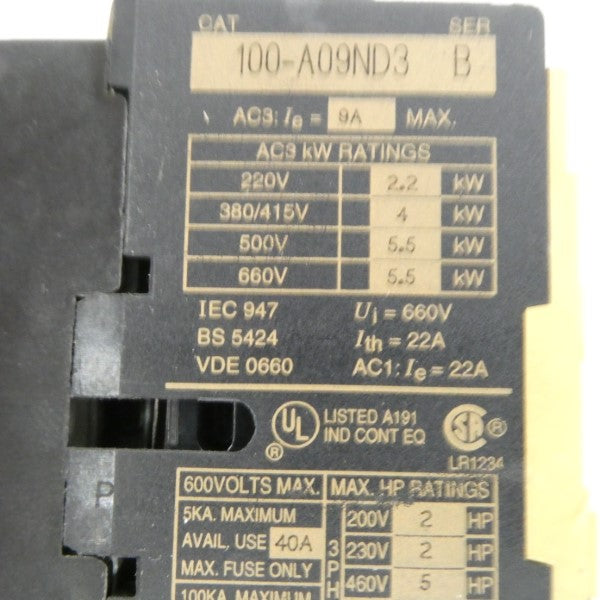 CAT SER
100-A09ND3 B
AC3: Ie = 9A MAX.
AC3 kW RATINGS
220V 2.2 kW
380/415V 4 kW
500V 5.5 kW
660V 5.5 kW
IEC 947 Ui = 660V
BS 5424 Ith = 22A
VDE 0660 AC1: Ie = 22A
UL ® LISTED A191 SA ®
IND CONT EQ
LR1234
600VOLTS MAX. MAX. HP RATINGS
5KA. MAXIMUM 200V 2 HP
AVAIL. USE 40A 3 230V 2 HP
MAX. FUSE ONLY P 460V 5 HP
100KA. MAXIMUM H
P